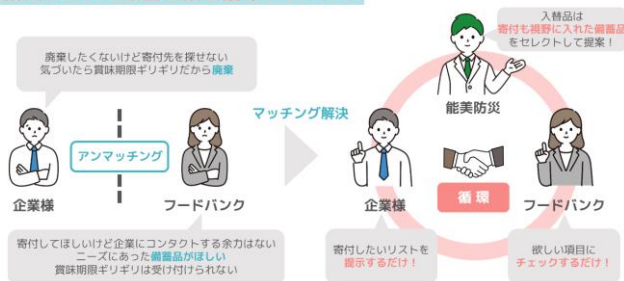 廃棄したくないけど寄付先を探せない
気づいたら賞味期限ギリギリだから廃棄
アンマッチング
企業様
フードバンク
寄付してほしいけど企業にコンタクトする余力はない
ニーズにあった備蓄品がほしい
賞味期限ギリギリは受け付けられない
マッチング解決
入替品は
寄付も視野に入れた備蓄品
をセレクトして提案！
能美防災
企業様
循環
フードバンク
寄付したいリストを
提示するだけ！
欲しい項目に
チェックするだけ！